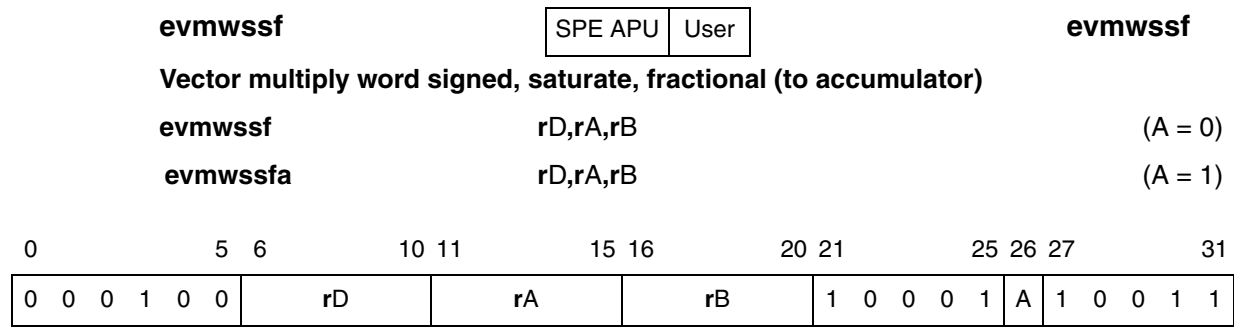 evmwssf SPE APU User evmwssf
Vector multiply word signed, saturate, fractional (to accumulator)
evmwssf rD,rA,rB (A = 0)
evmwssfa rD,rA,rB (A = 1)
0 5 6 10 11 15 16 20 21 25 26 27 31
0 0 0 1 0 0 rD rA rB 1 0 0 0 1 A 1 0 0 1 1